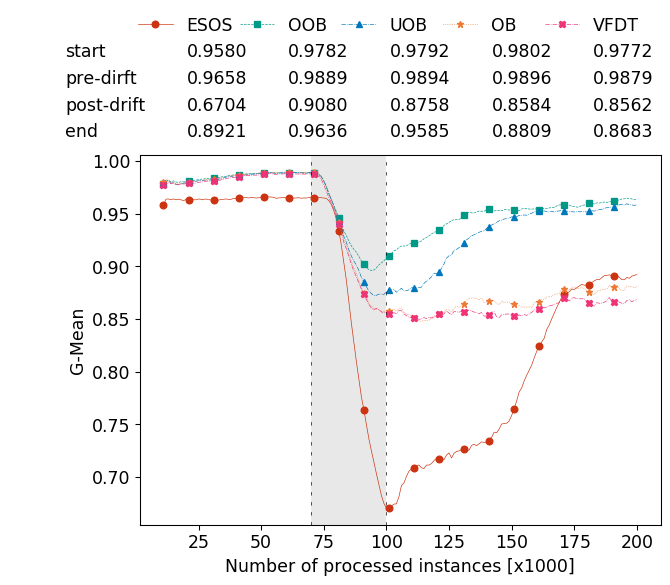 ESOS OOB UOB OB VFDT
start 0.9580 0.9782 0.9792 0.9802 0.9772
pre-dirft 0.9658 0.9889 0.9894 0.9896 0.9879
post-drift 0.6704 0.9080 0.8758 0.8584 0.8562
end 0.8921 0.9636 0.9585 0.8809 0.8683
1.00
0.95
0.90
0.85
0.80
0.75
0.70
G-Mean
25 50 75 100 125 150 175 200
Number of processed instances [x1000]